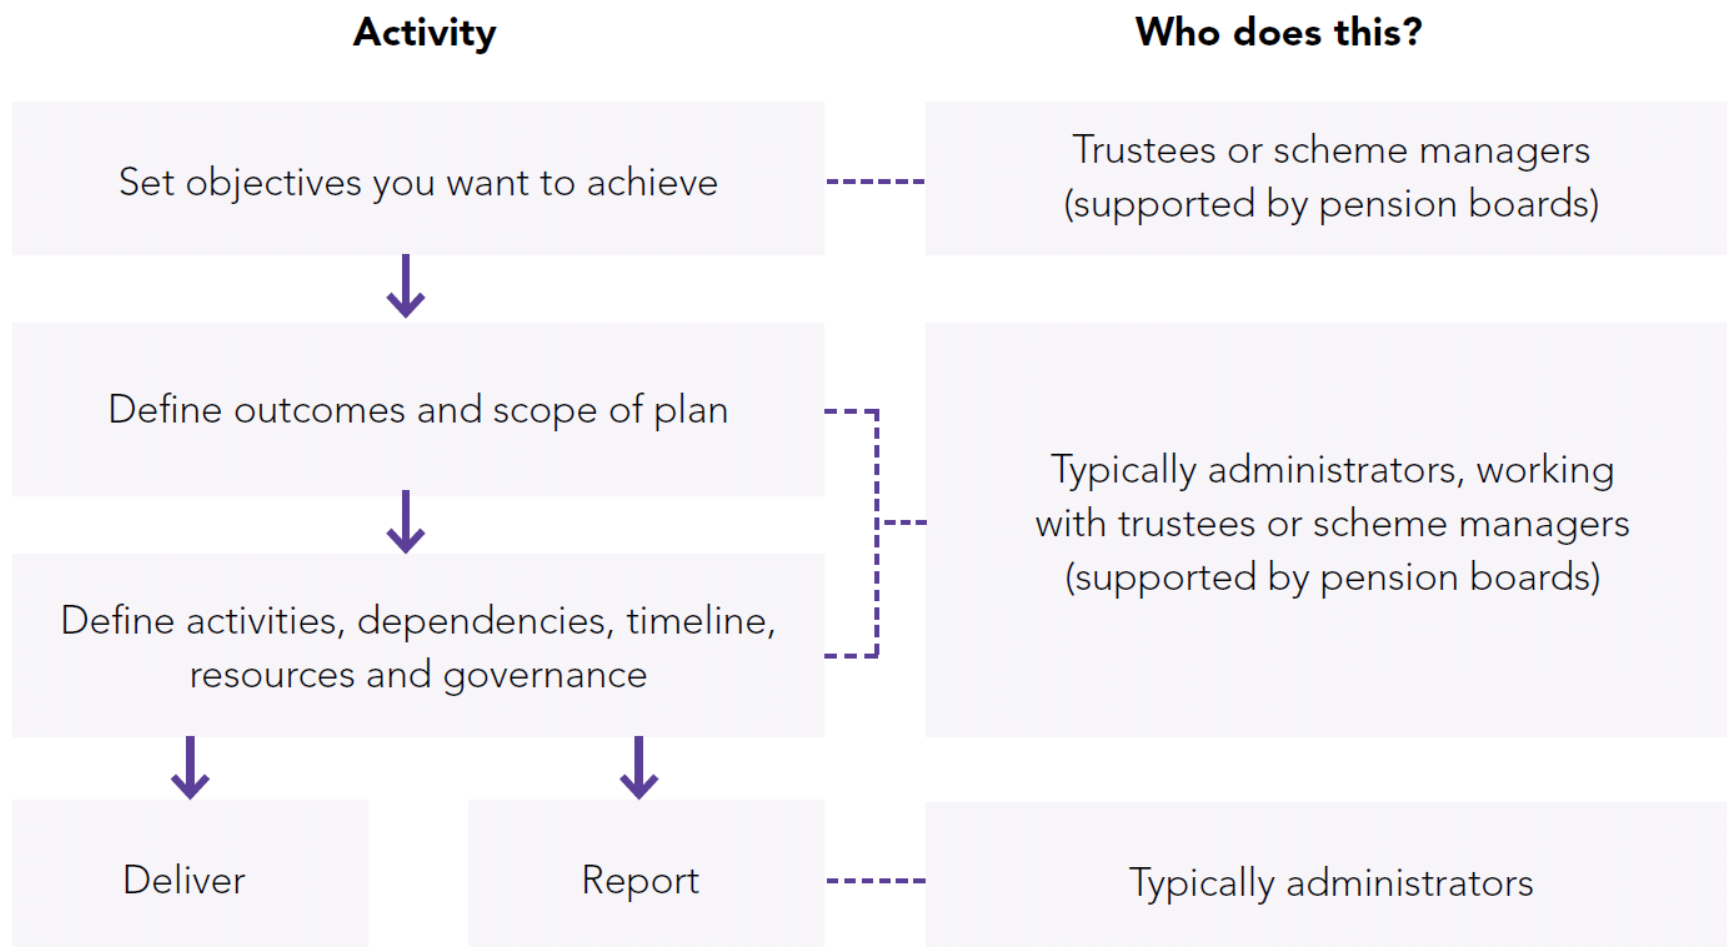 Activity
Who does this?
Set objectives you want to achieve
Trustees or scheme managers
(supported by pension boards)
Define outcomes and scope of plan
Define activities, dependencies, timeline,
resources and governance
Typically administrators, working
with trustees or scheme managers
(supported by pension boards)
Deliver
Report
Typically administrators